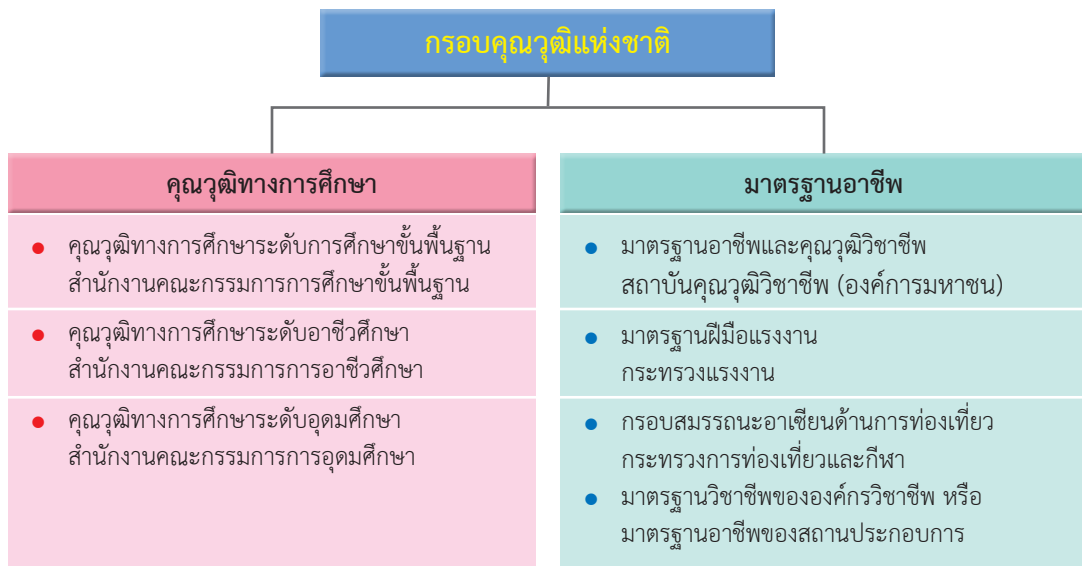 กรอบคุณวุฒิแห่งชาติ
คุณวุฒิทางการศึกษา
● คุณวุฒิทางการศึกษาระดับการศึกษาขั้นพื้นฐาน
สำนักงานคณะกรรมการการศึกษาขั้นพื้นฐาน
● คุณวุฒิทางการศึกษาระดับอาชีวศึกษา
สำนักงานคณะกรรมการการอาชีวศึกษา
● คุณวุฒิทางการศึกษาระดับอุดมศึกษา
สำนักงานคณะกรรมการการอุดมศึกษา
มาตรฐานอาชีพ
● มาตรฐานอาชีพและคุณวุฒิวิชาชีพ
สถาบันคุณวุฒิวิชาชีพ (องค์การมหาชน)
● มาตรฐานฝีมือแรงงาน
กระทรวงแรงงาน
● กรอบสมรรถนะอาเซียนด้านการท่องเที่ยว
กระทรวงการท่องเที่ยวและกีฬา
● มาตรฐานวิชาชีพขององค์กรวิชาชีพ หรือ
มาตรฐานอาชีพของสถานประกอบการ